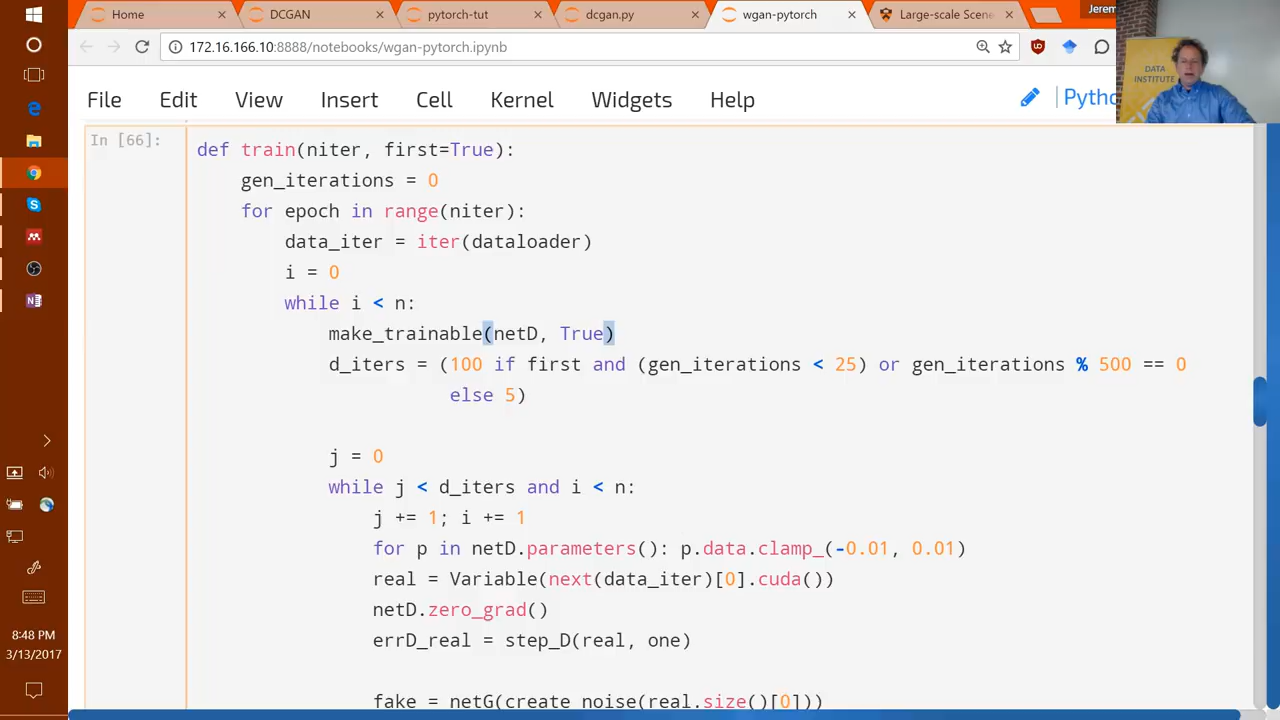 Home
DCGAN
pytorch-tut
dcgan.py
wgan-pytorch
Large-scale Scene
Jerem
172.16.166.10:8888/notebooks/wgan-pytorch.ipynb
DATA
INSTITUTE
File Edit View Insert Cell Kernel Widgets Help
Pytho
In [66]:
def train(niter, first=True):
gen_iterations = 0
for epoch in range(niter):
data_iter = iter(dataloader)
i = 0
while i < n:
make_trainable(netD, True)
d_iters = (100 if first and (gen_iterations < 25) or gen_iterations % 500 == 0
else 5)
j = 0
while j < d_iters and i < n:
j += 1; i += 1
for p in netD.parameters(): p.data.clamp_(-0.01, 0.01)
real = Variable(next(data_iter)[0].cuda())
netD.zero_grad()
errD_real = step_D(real, one)
fake = netG(create_noise(real.size()[0]))
8:48 PM
3/13/2017